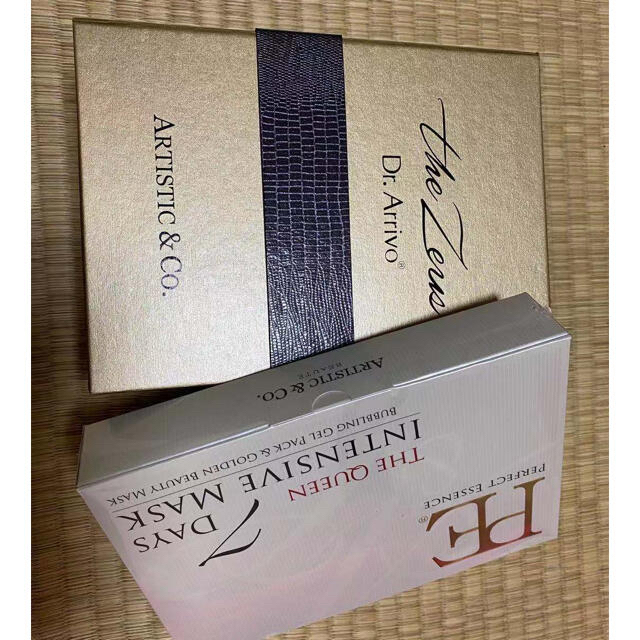 the Zeus
Dr. Arrivo®
ARTISTIC & CO.
ARTISTIC & CO.
BEAUTE
PE®
PERFECT ESSENCE
THE QUEEN
INTENSIVE MASK
BUBBLING GEL PACK & GOLDEN BEAUTY MASK
7 DAYS